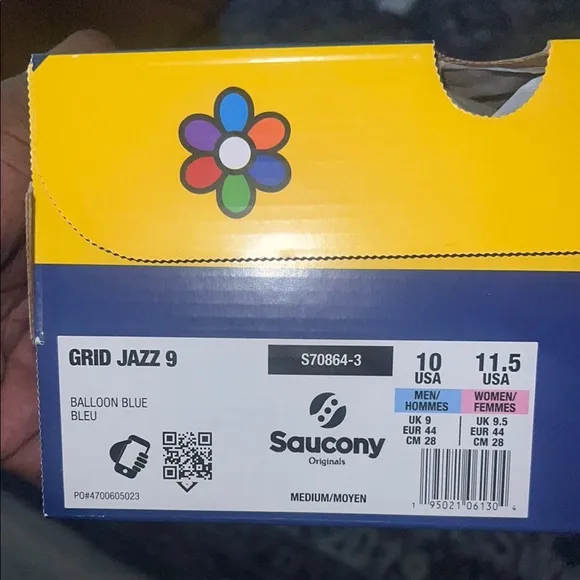 GRID JAZZ 9
S70864-3
BALLOON BLUE
BLEU
PO#4700605023
Saucony
Originals
MEDIUM/MOYEN
10
USA
MEN/
HOMMES
UK 9
EUR 44
CM 28
11.5
USA
WOMEN/
FEMMES
UK 9.5
EUR 44
CM 28
1 95021 06130 4